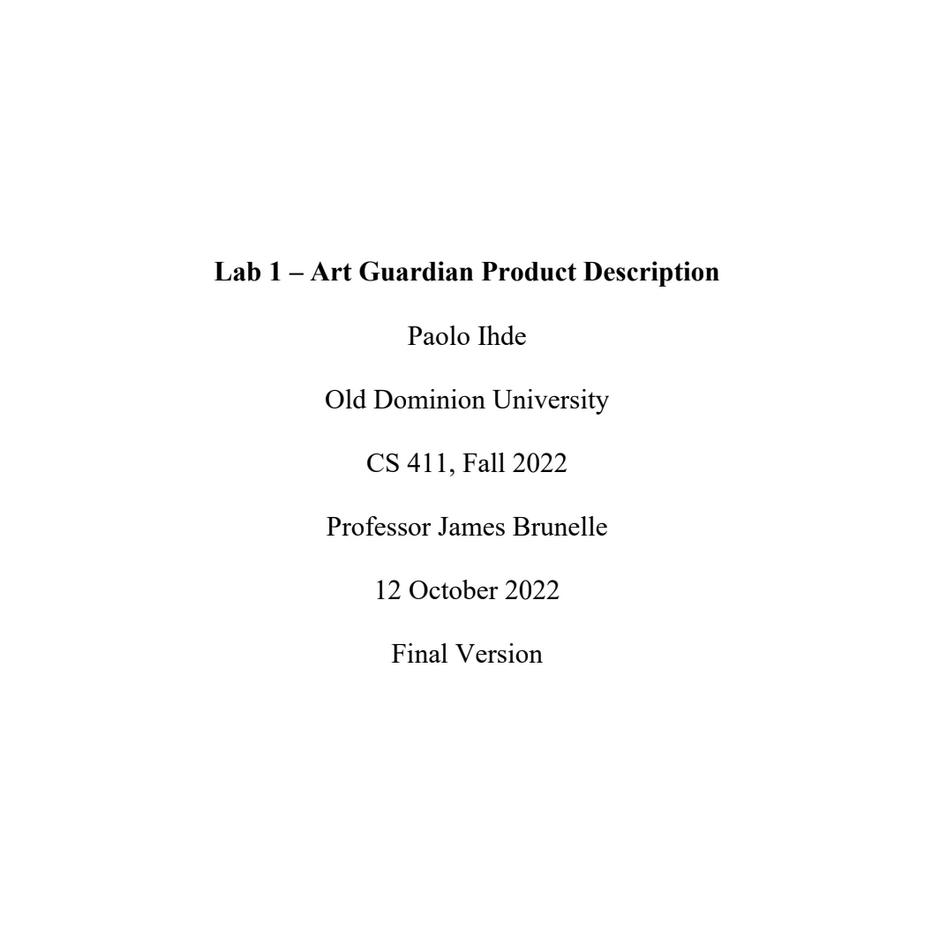 Lab 1 – Art Guardian Product Description
Paolo Ihde
Old Dominion University
CS 411, Fall 2022
Professor James Brunelle
12 October 2022
Final Version